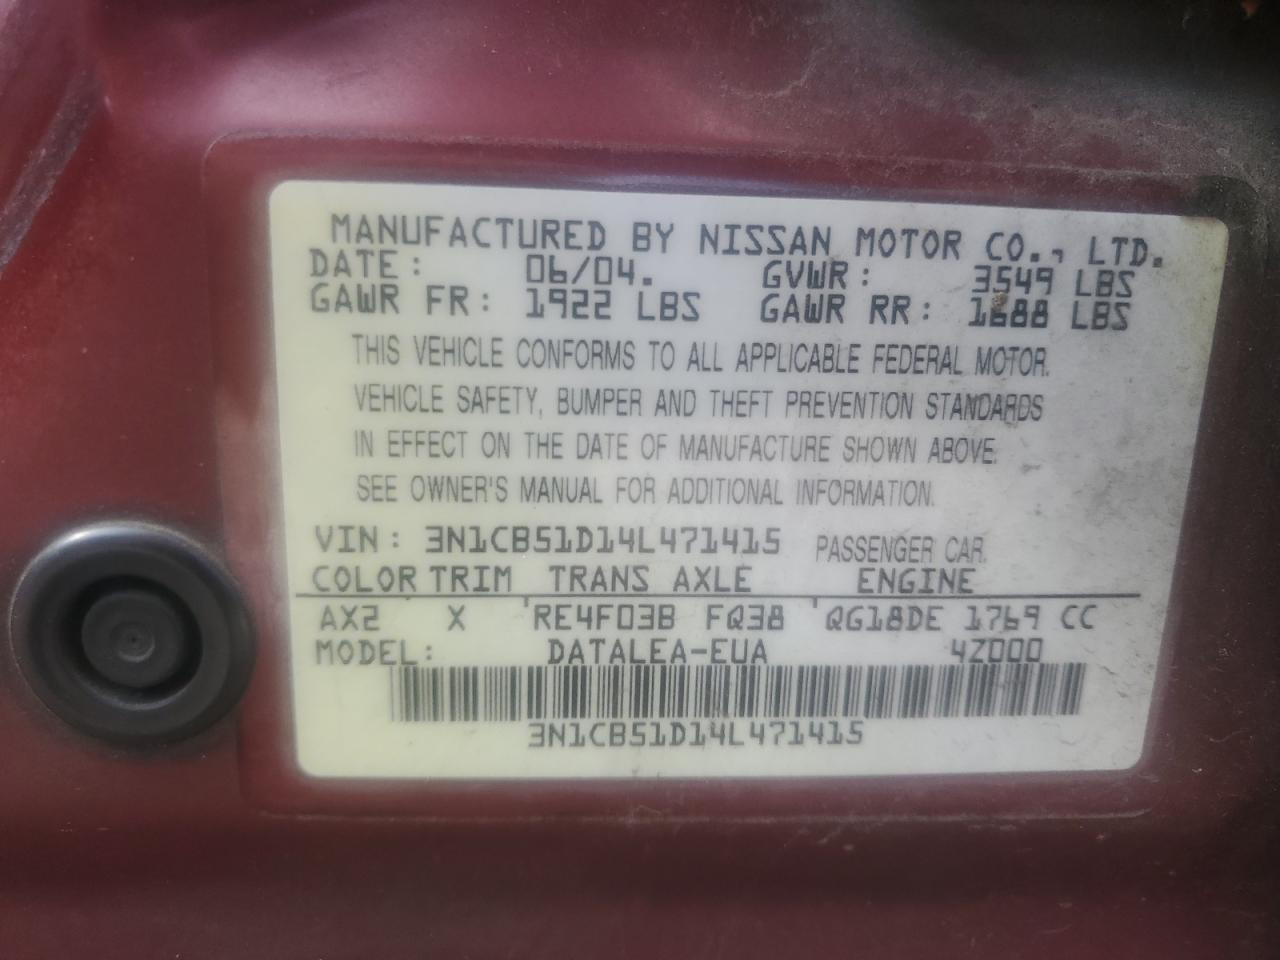 MANUFACTURED BY NISSAN MOTOR CO., LTD.
DATE: 06/04. GVWR: 3549 LBS
GAWR FR: 1922 LBS GAWR RR: 1688 LBS
THIS VEHICLE CONFORMS TO ALL APPLICABLE FEDERAL MOTOR.
VEHICLE SAFETY, BUMPER AND THEFT PREVENTION STANDARDS
IN EFFECT ON THE DATE OF MANUFACTURE SHOWN ABOVE.
SEE OWNER'S MANUAL FOR ADDITIONAL INFORMATION.
VIN: 3N1CB51D14L471415 PASSENGER CAR.
COLOR TRIM TRANS AXLE ENGINE
AX2 X RE4F03B FQ38 QG18DE 1769 CC
MODEL: DATALEA-EUA 4Z000
3N1CB51D14L471415